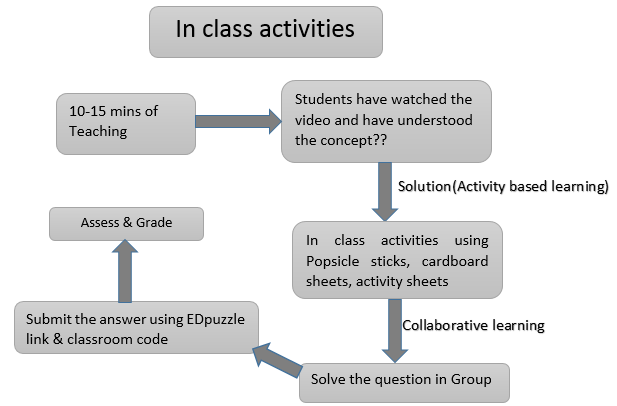 In class activities
10-15 mins of
Teaching
Students have watched the
video and have understood
the concept??
Solution(Activity based learning)
In class activities using
Popsicle sticks, cardboard
sheets, activity sheets
Collaborative learning
Solve the question in Group
Submit the answer using EDpuzzle
link & classroom code
Assess & Grade